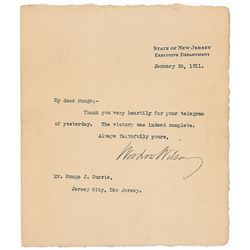 STATE OF NEW JERSEY
EXECUTIVE DEPARTMENT
January 26, 1911.
My dear Mungo:-
Thank you very heartily for your telegram
of yesterday. The victory was indeed complete.
Always faithfully yours,
Woodrow Wilson
Mr. Mungo J. Currie,
Jersey City, New Jersey.